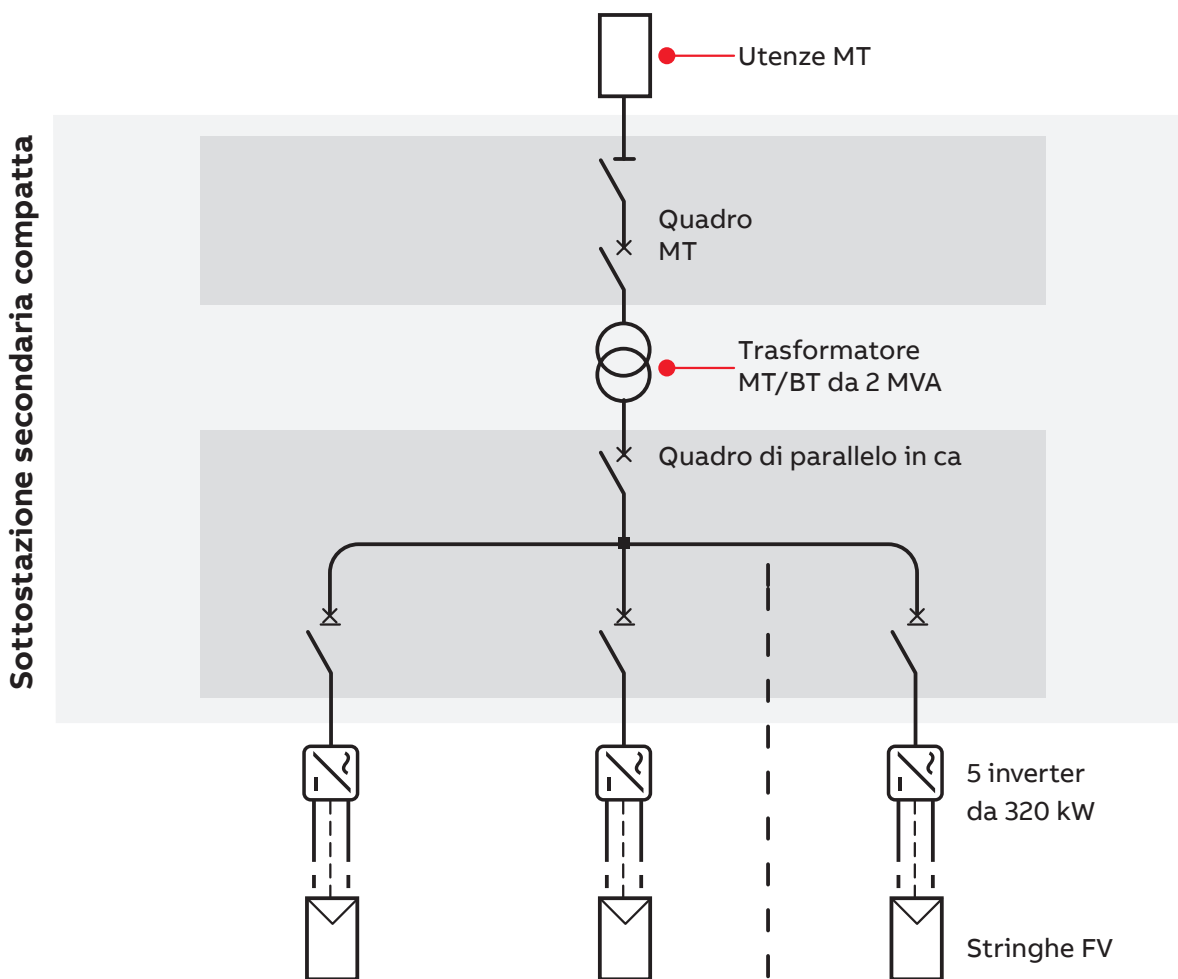 Utenze MT
Sottostazione secondaria compatta
Quadro
MT
Trasformatore
MT/BT da 2 MVA
Quadro di parallelo in ca
5 inverter
da 320 kW
Stringhe FV